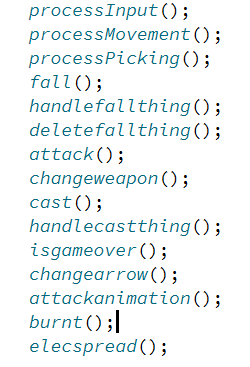 processInput();
processMovement();
processPicking();
fall();
handlefallthing();
deletefallthing();
attack();
changeweapon();
cast();
handlecastthing();
isgameover();
changearrow();
attackanimation();
burnt();
elecspread();